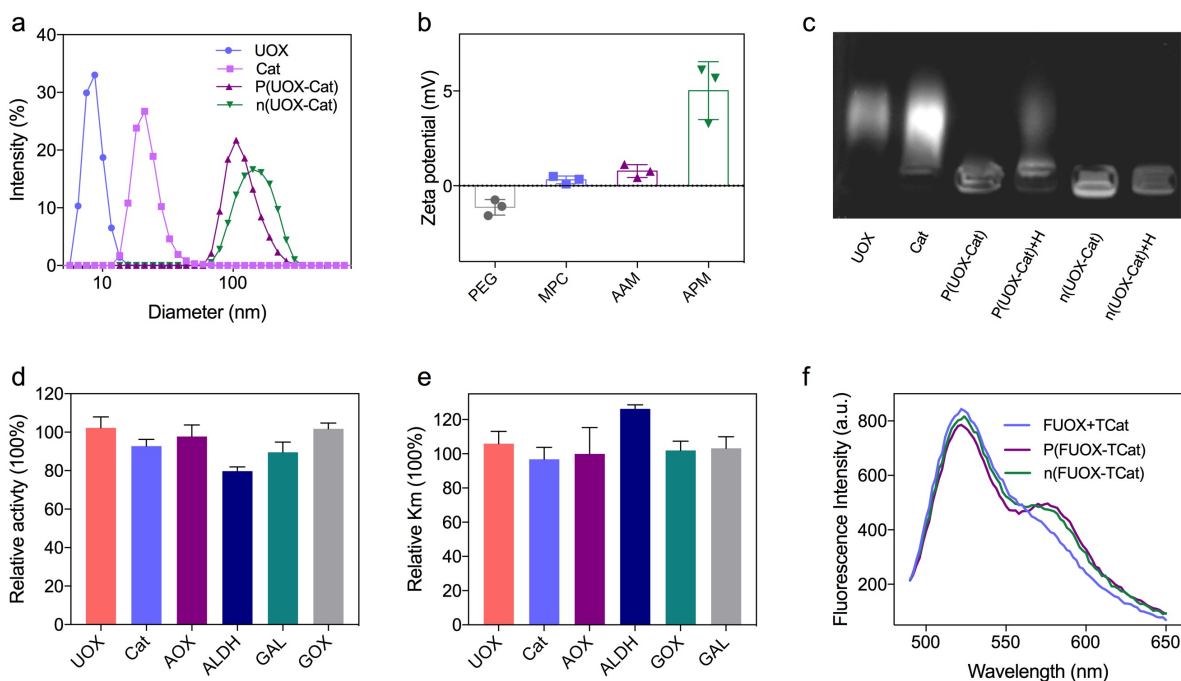 a
40
30
20
10
0
Intensity (%)
10
100
Diameter (nm)
UOX
Cat
P(UOX-Cat)
n(UOX-Cat)
b
5
0
Zeta potential (mV)
PEG
MPC
AAM
APM
c
UOX
Cat
P(UOX-Cat)
P(UOX-Cat)+H
n(UOX-Cat)
n(UOX-Cat)+H
d
120
100
80
60
40
20
0
Relative activty (100%)
UOX
Cat
AOX
ALDH
GAL
GOX
e
120
100
80
60
40
20
0
Relative Km (100%)
UOX
Cat
AOX
ALDH
GOX
GAL
f
800
600
400
200
Fluorescence Intensity (a.u.)
FUOX+TCat
P(FUOX-TCat)
n(FUOX-TCat)
500
550
600
650
Wavelength (nm)